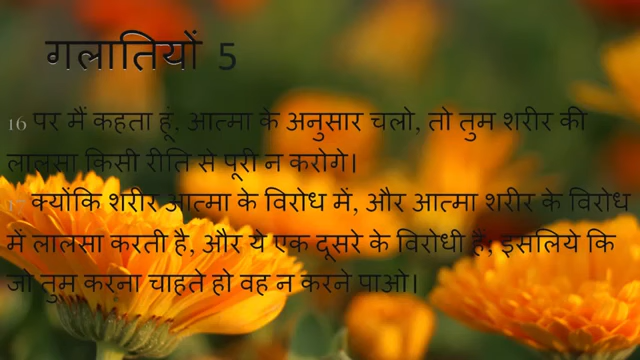 गलातियों 5
16 पर मैं कहता हूं, आत्मा के अनुसार चलो, तो तुम शरीर की
लालसा किसी रीति से पूरी न करोगे।
17 क्योंकि शरीर आत्मा के विरोध में, और आत्मा शरीर के विरोध
में लालसा करती है, और ये एक दूसरे के विरोधी हैं, इसलिये कि
जो तुम करना चाहते हो वह न करने पाओ।